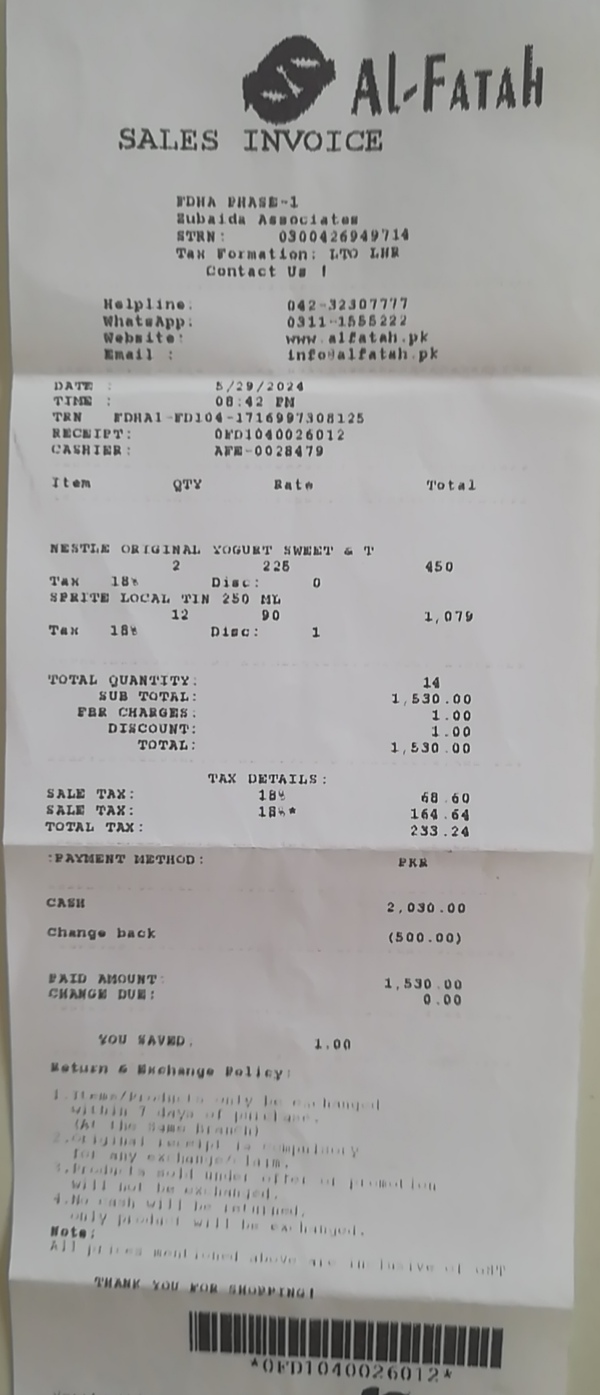 AL-FATAH
SALES INVOICE
FDHA PHASE-1
Zubaida Associates
STRN: 0300426949714
Tax Formation: LTO LHR
Contact Us !
Helpline: 042-32307777
WhatsApp: 0311-1555222
Website: www.alfatah.pk
Email : info@alfatah.pk
DATE : 5/29/2024
TIME : 08:42 PM
TRN FDHA1-FD104-1716997308125
RECEIPT: 0FD1040026012
CASHIER: AFE-0028479
Item QTY Rate Total
NESTLE ORIGINAL YOGURT SWEET & T
2 225 450
Tax 18% Disc: 0
SPRITE LOCAL TIN 250 ML
12 90 1,079
Tax 18% Disc: 1
TOTAL QUANTITY: 14
SUB TOTAL: 1,530.00
FBR CHARGES: 1.00
DISCOUNT: 1.00
TOTAL: 1,530.00
TAX DETAILS:
SALE TAX: 18% 68.60
SALE TAX: 18%* 164.64
TOTAL TAX: 233.24
:PAYMENT METHOD: PKR
CASH 2,030.00
Change back (500.00)
PAID AMOUNT: 1,530.00
CHANGE DUE: 0.00
YOU SAVED. 1.00
Return & Exchange Policy:
1.Items/Products only be exchanged
within 7 days of purchase.
(At the Same Branch)
2.Original receipt is compulsory
for any exchange/claim.
3.Products sold under offer or promotion
will not be exchanged.
4.No cash will be returned,
only product will be exchanged.
Note:
All prices mentioned above are inclusive of GST
THANK YOU FOR SHOPPING!
*0FD1040026012*